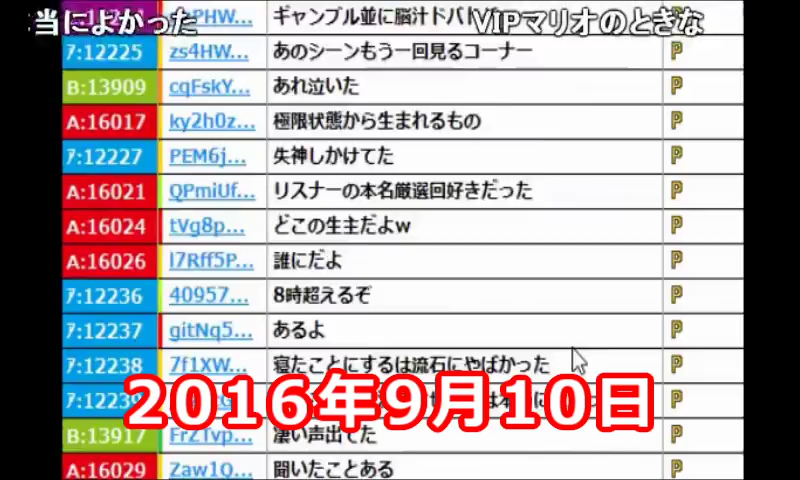 当によかった
VIPマリオのときな
PHW... ギャンブル並に脳汁ドバドバ P
7:12225 zs4HW... あのシーンもう一回見るコーナー P
B:13909 cqFskY... あれ泣いた P
A:16017 ky2h0z... 極限状態から生まれるもの P
7:12227 PEM6j... 失神しかけてた P
A:16021 QPmiUf... リスナーの本名厳選回好きだった P
A:16024 tVg8p... どこの生主だよw P
A:16026 l7Rff5P... 誰にだよ P
7:12236 40957... 8時超えるぞ P
7:12237 gitNq5... あるよ P
7:12238 7f1XW... 寝たことにするは流石にやばかった P
7:12239 P
2016年9月10日
B:13917 FrZTvp... 凄い声出てた P
A:16029 Zaw1Q... 聞いたことある P